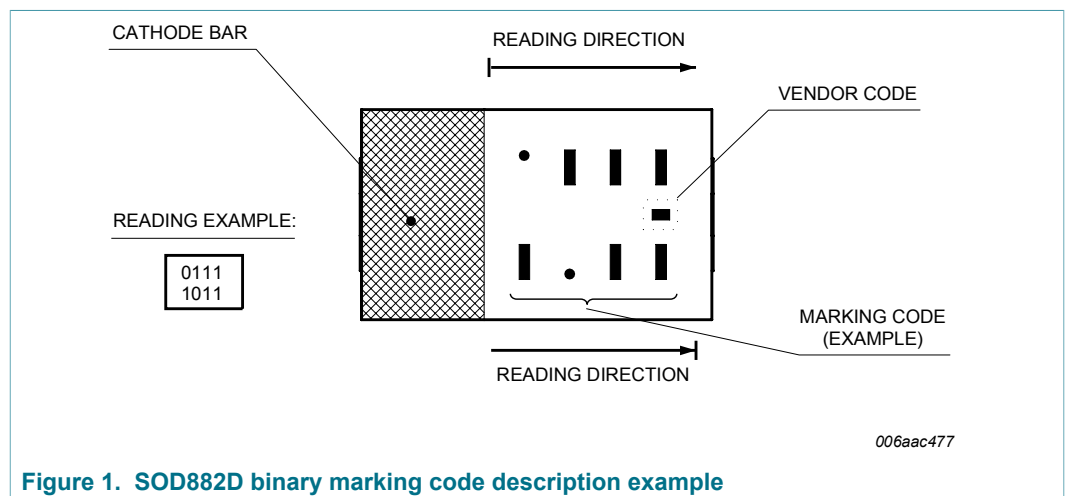 CATHODE BAR
READING DIRECTION
VENDOR CODE
READING EXAMPLE:
0111
1011
MARKING CODE
(EXAMPLE)
READING DIRECTION
006aac477
Figure 1. SOD882D binary marking code description example